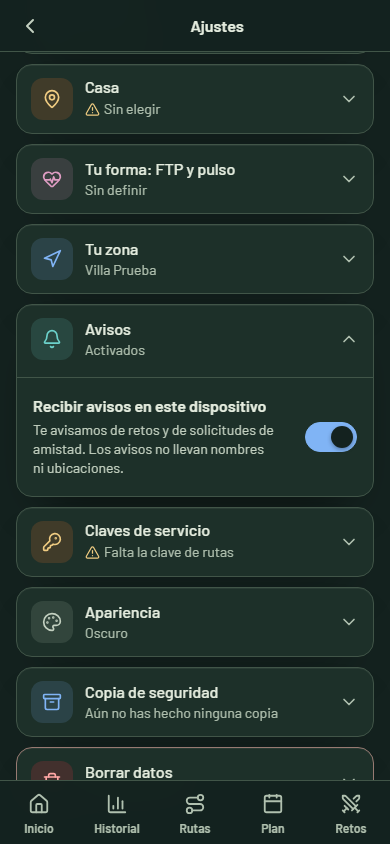 Ajustes
Casa
Sin elegir
Tu forma: FTP y pulso
Sin definir
Tu zona
Villa Prueba
Avisos
Activados
Recibir avisos en este dispositivo
Te avisamos de retos y de solicitudes de
amistad. Los avisos no llevan nombres
ni ubicaciones.
Claves de servicio
Falta la clave de rutas
Apariencia
Oscuro
Copia de seguridad
Aún no has hecho ninguna copia
Borrar datos
Inicio
Historial
Rutas
Plan
Retos